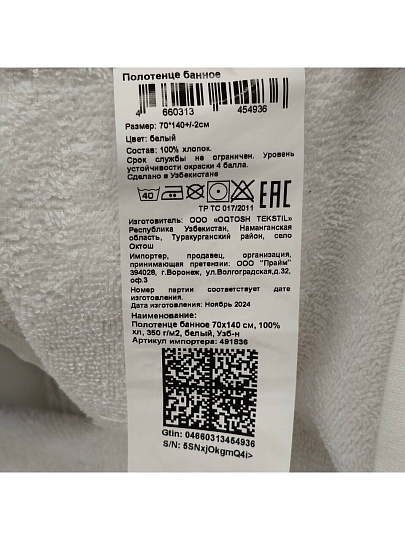 Полотенце банное
4 660313 454936
Размер: 70*140+/-2см
Цвет: белый
Состав: 100% хлопок.
Срок службы не ограничен. Уровень
устойчивости окраски 4 балла.
Сделано в Узбекистане
40 EAC
ТР ТС 017/2011
Изготовитель: ООО «OQTOSH TEKSTIL»
Республика Узбекистан, Наманганская
область, Туракурганский район, село
Октош
Импортер, продавец, организация,
принимающая претензии: ООО "Прайм"
394028, г.Воронеж, ул.Волгоградская,д.32,
оф.3
Номер партии соответствует дате
изготовления.
Дата изготовления: Ноябрь 2024
Наименование:
Полотенце банное 70х140 см, 100%
хл, 350 г/м2, белый, Узб-н
Артикул импортера: 491836
Gtin: 04660313454936
S/N: 5SNxjOkgmQ4i>